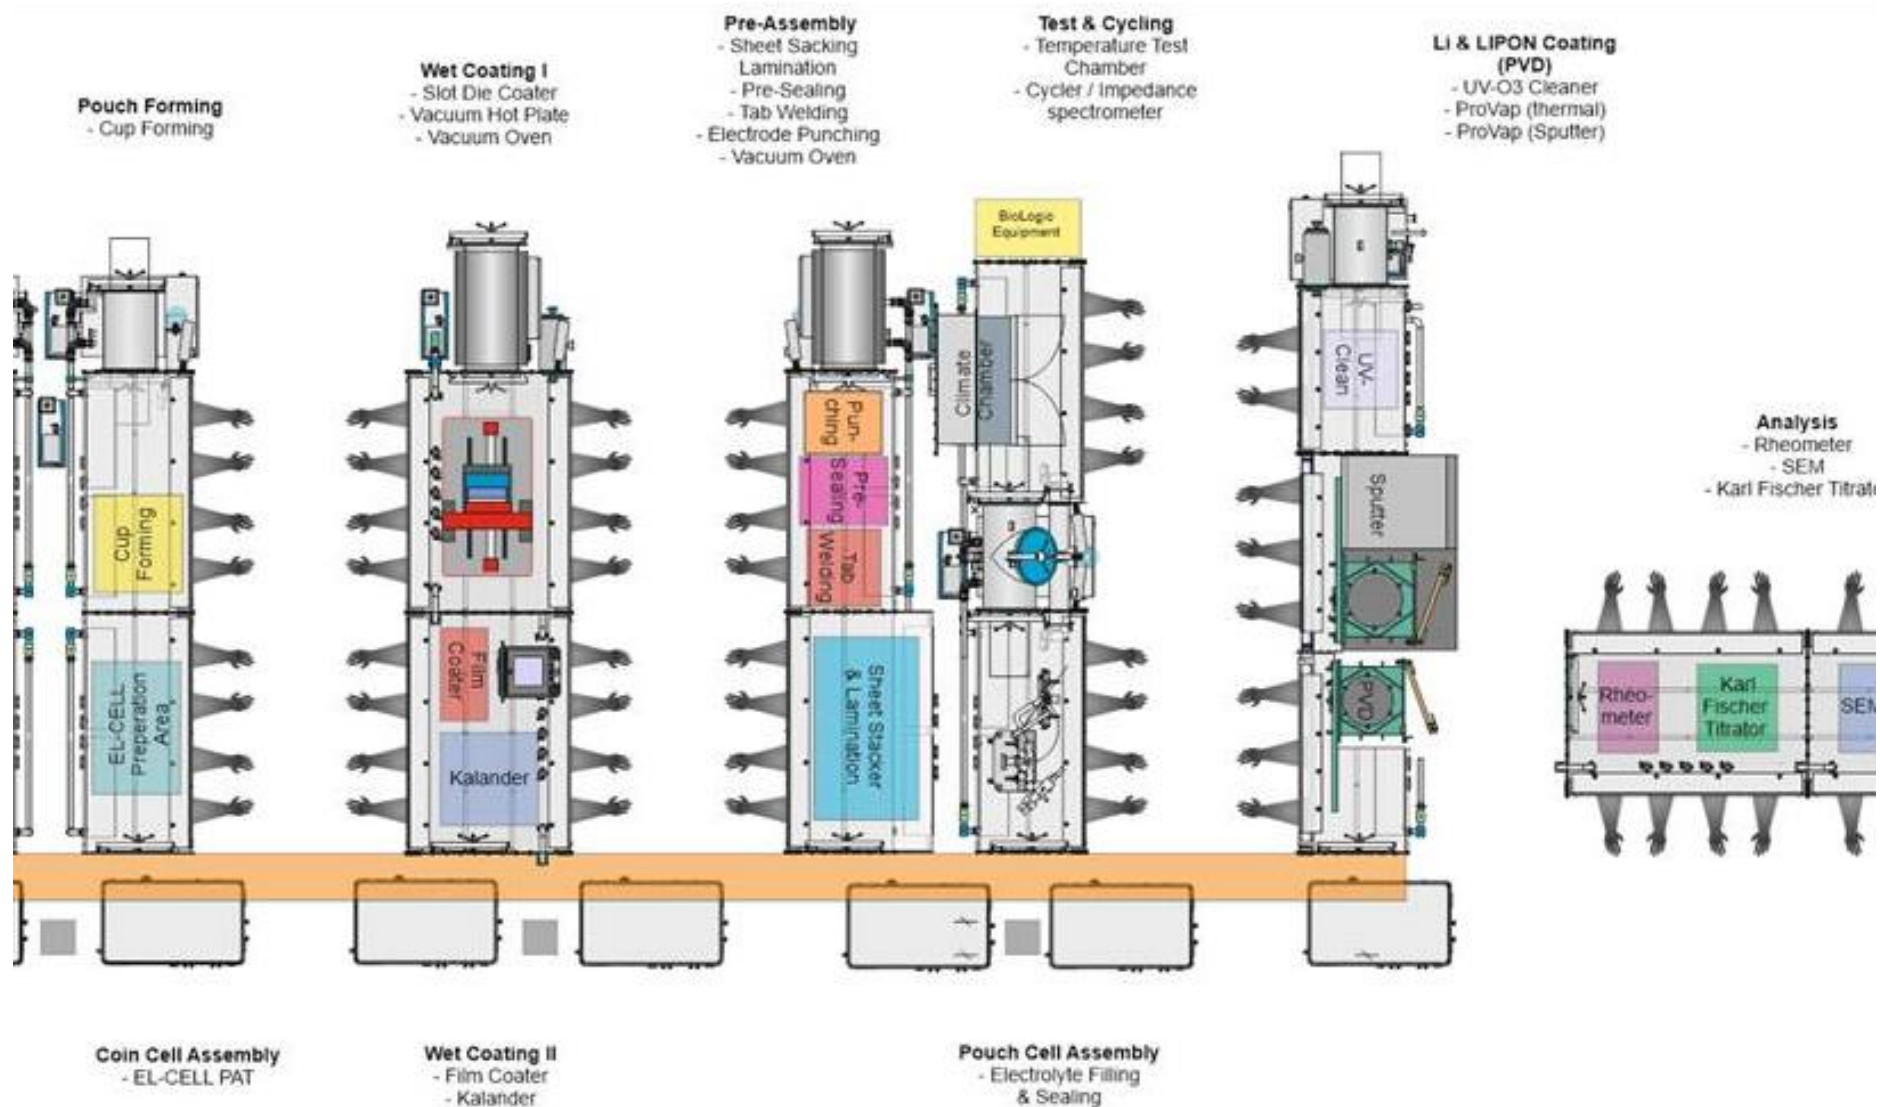 Pouch Forming
- Cup Forming
Wet Coating I
- Slot Die Coater
- Vacuum Hot Plate
- Vacuum Oven
Pre-Assembly
- Sheet Sacking
Lamination
- Pre-Sealing
- Tab Welding
- Electrode Punching
- Vacuum Oven
Test & Cycling
- Temperature Test
Chamber
- Cycler / Impedance
spectrometer
Li & LIPON Coating
(PVD)
- UV-O3 Cleaner
- ProVap (thermal)
- ProVap (Sputter)
Analysis
- Rheometer
- SEM
- Karl Fischer Titrato
Cup
Forming
EL-CELL
Preperation
Area
Film
Coater
Kalander
Pun-
ching
Pre-
Sealing
Tab
Welding
Sheet Stacker
& Lamination
BioLogic
Equipment
Climate
Chamber
UV-
Clean
Sputter
PVD
Rheo-
meter
Karl
Fischer
Titrator
SEM
Coin Cell Assembly
- EL-CELL PAT
Wet Coating II
- Film Coater
- Kalander
Pouch Cell Assembly
- Electrolyte Filling
& Sealing